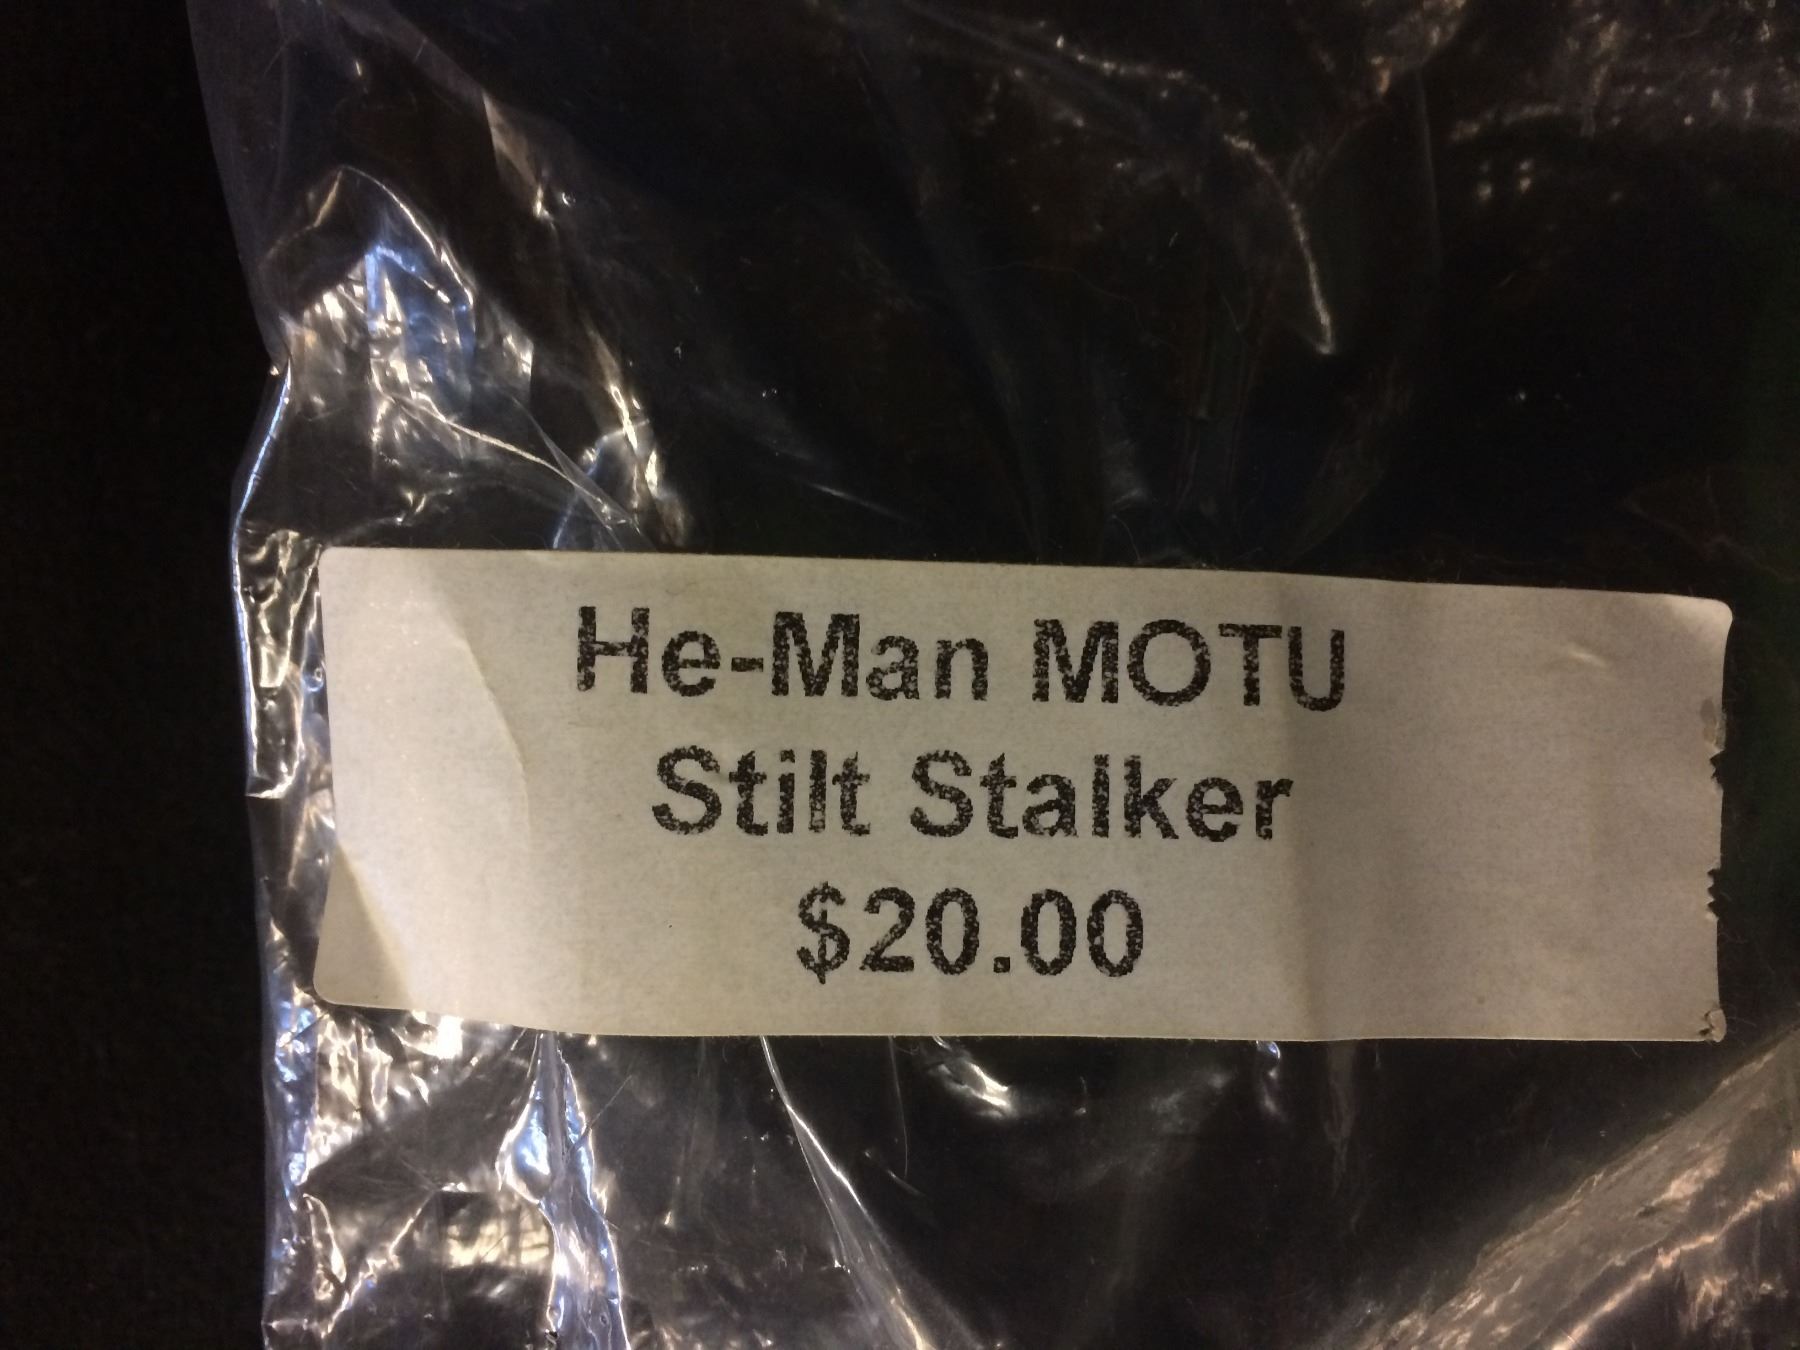 He-Man MOTU
Stilt Stalker
$20.00